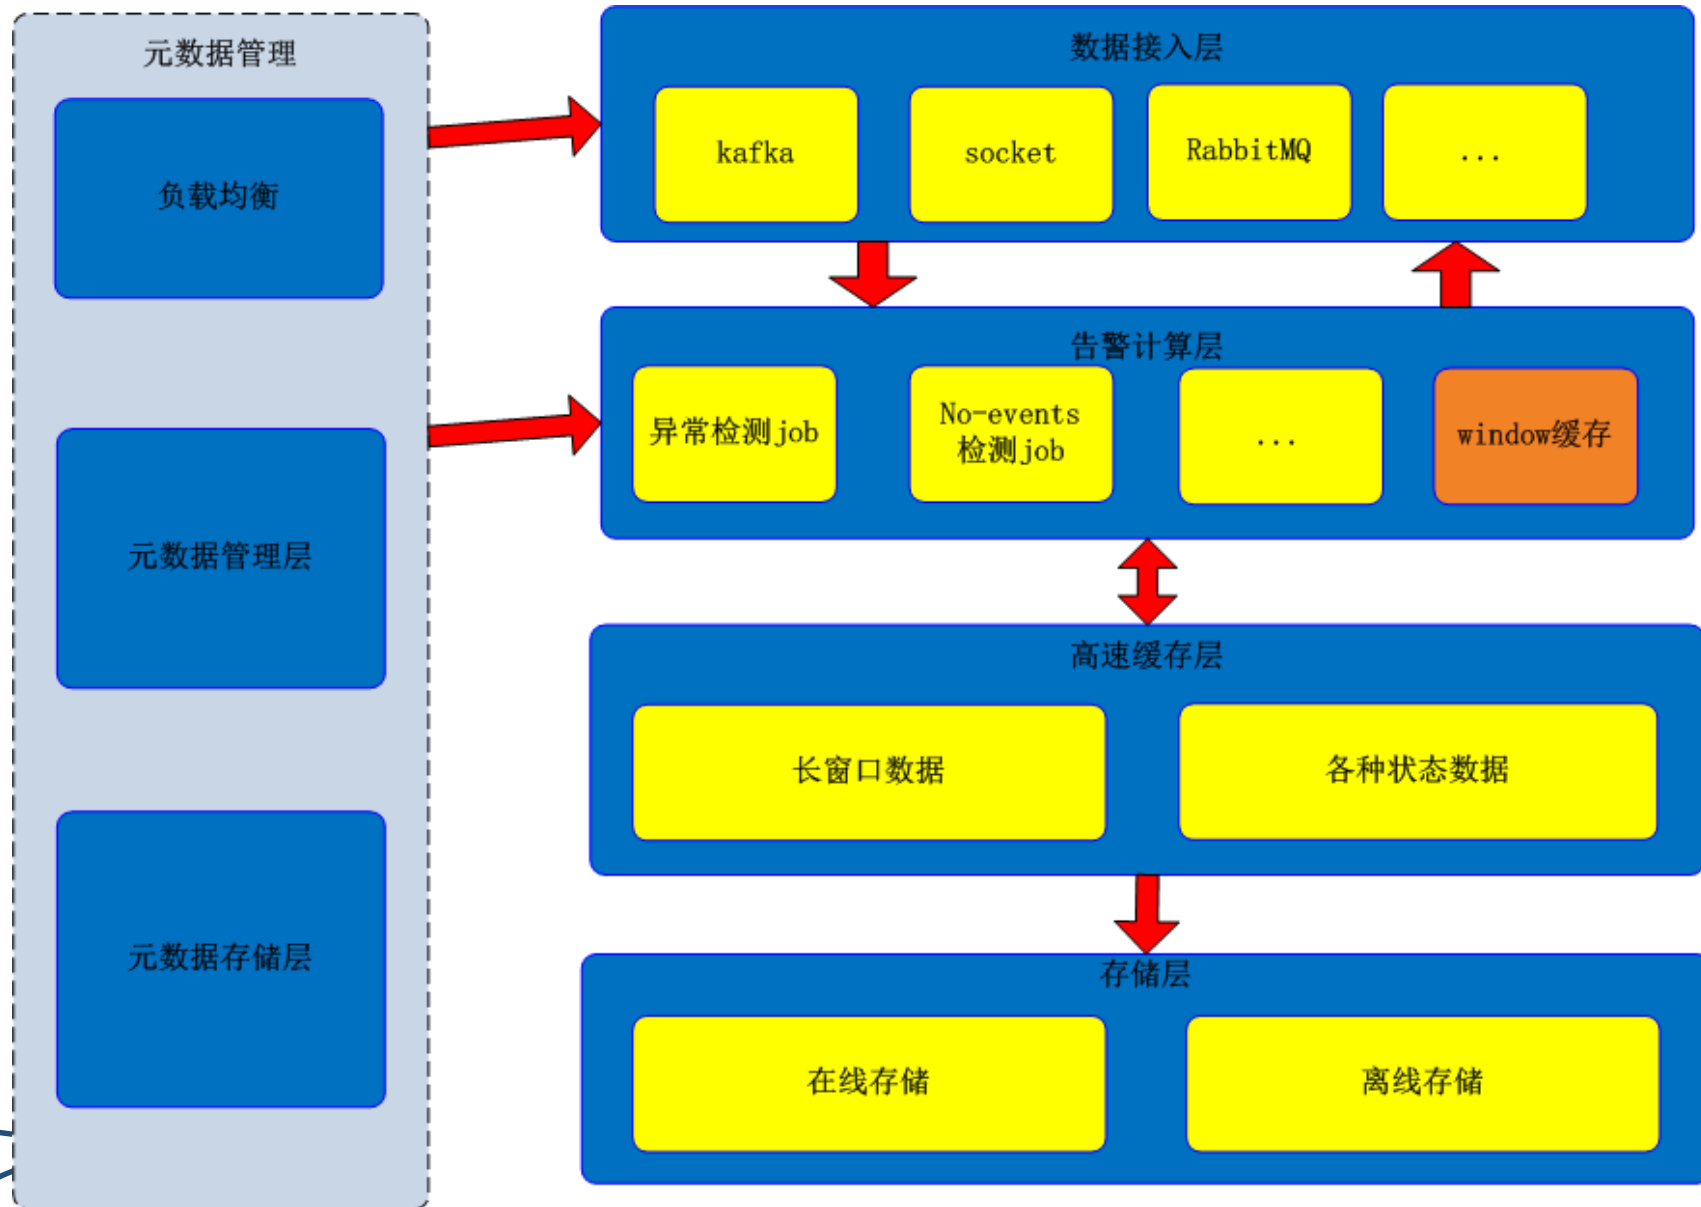 元数据管理
负载均衡
元数据管理层
元数据存储层
数据接入层
kafka
socket
RabbitMQ
...
告警计算层
异常检测job
No-events
检测job
...
window缓存
高速缓存层
长窗口数据
各种状态数据
存储层
在线存储
离线存储